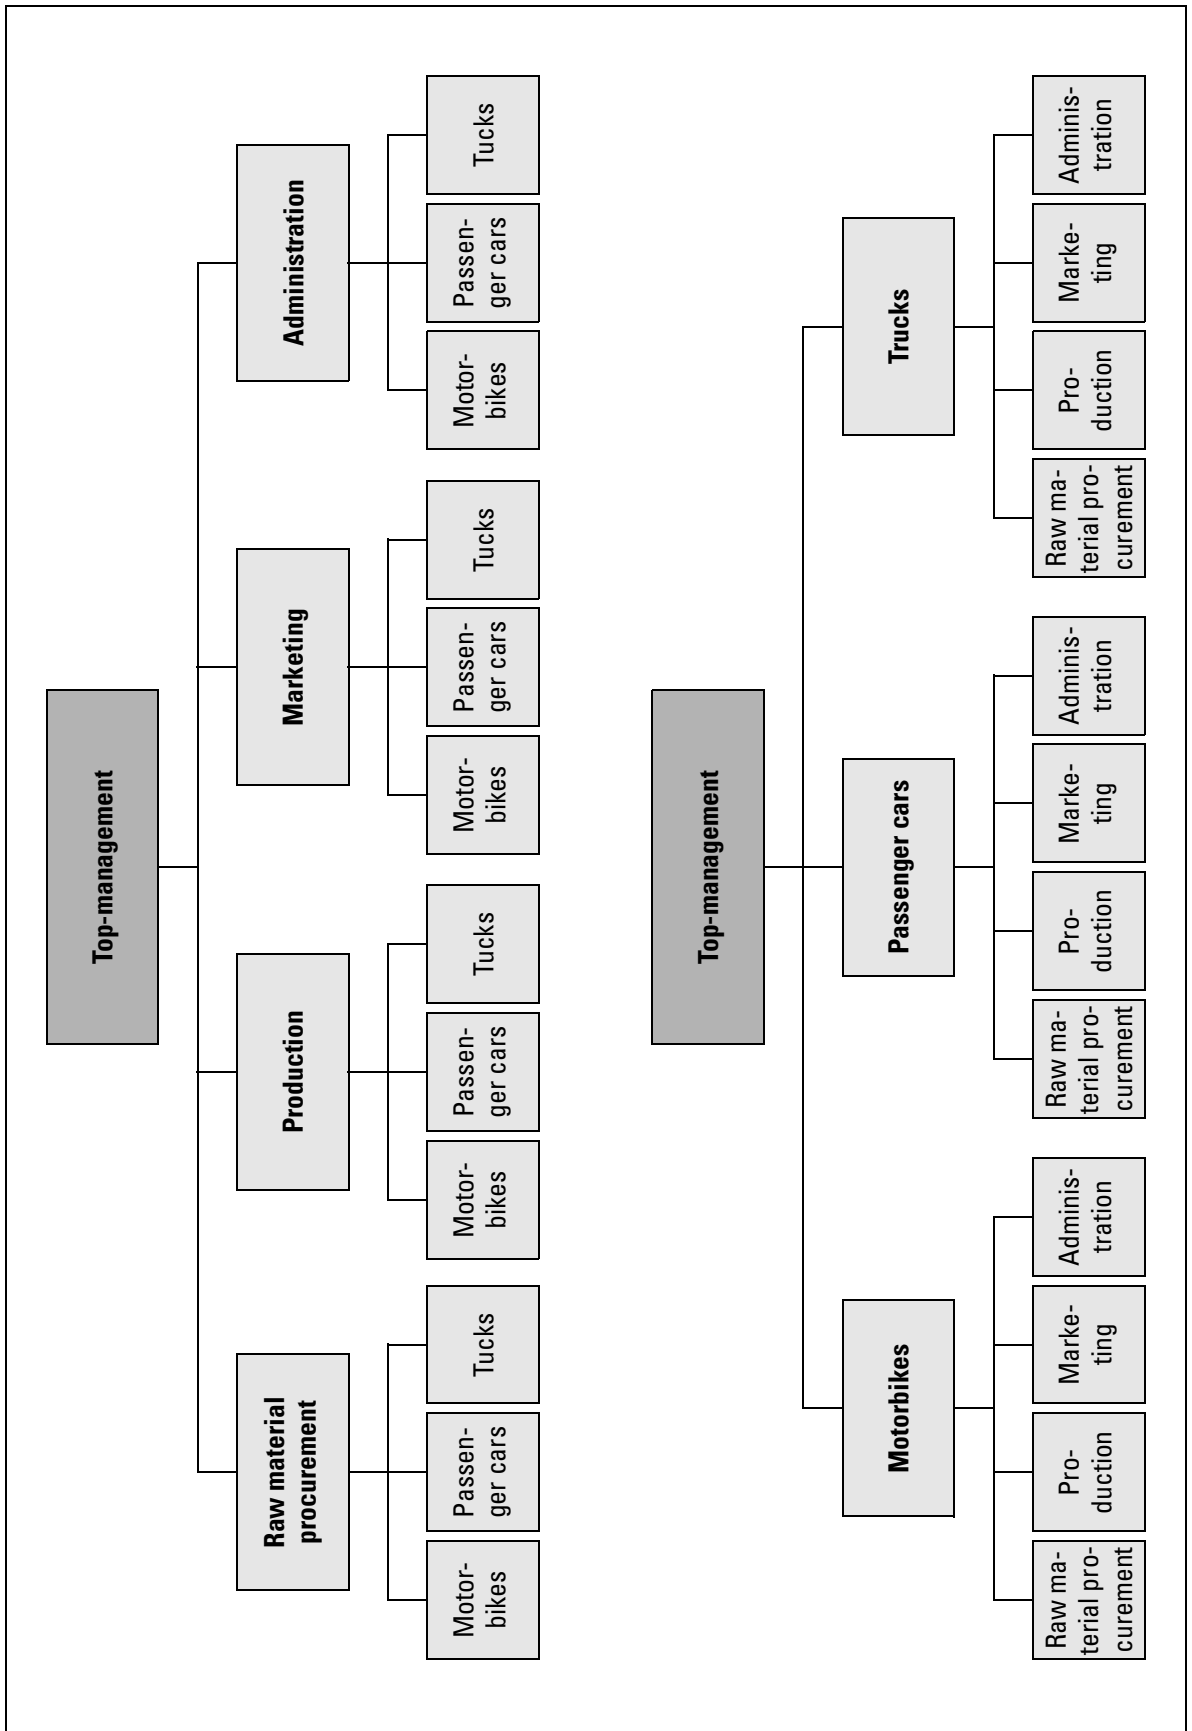 Top-management
Raw material
procurement
Production
Marketing
Administration
Motor-
bikes
Passen-
ger cars
Tucks
Motor-
bikes
Passen-
ger cars
Tucks
Motor-
bikes
Passen-
ger cars
Tucks
Motor-
bikes
Passen-
ger cars
Tucks
Top-management
Motorbikes
Passenger cars
Trucks
Raw ma-
terial pro-
curement
Pro-
duction
Marke-
ting
Adminis-
tration
Raw ma-
terial pro-
curement
Pro-
duction
Marke-
ting
Adminis-
tration
Raw ma-
terial pro-
curement
Pro-
duction
Marke-
ting
Adminis-
tration